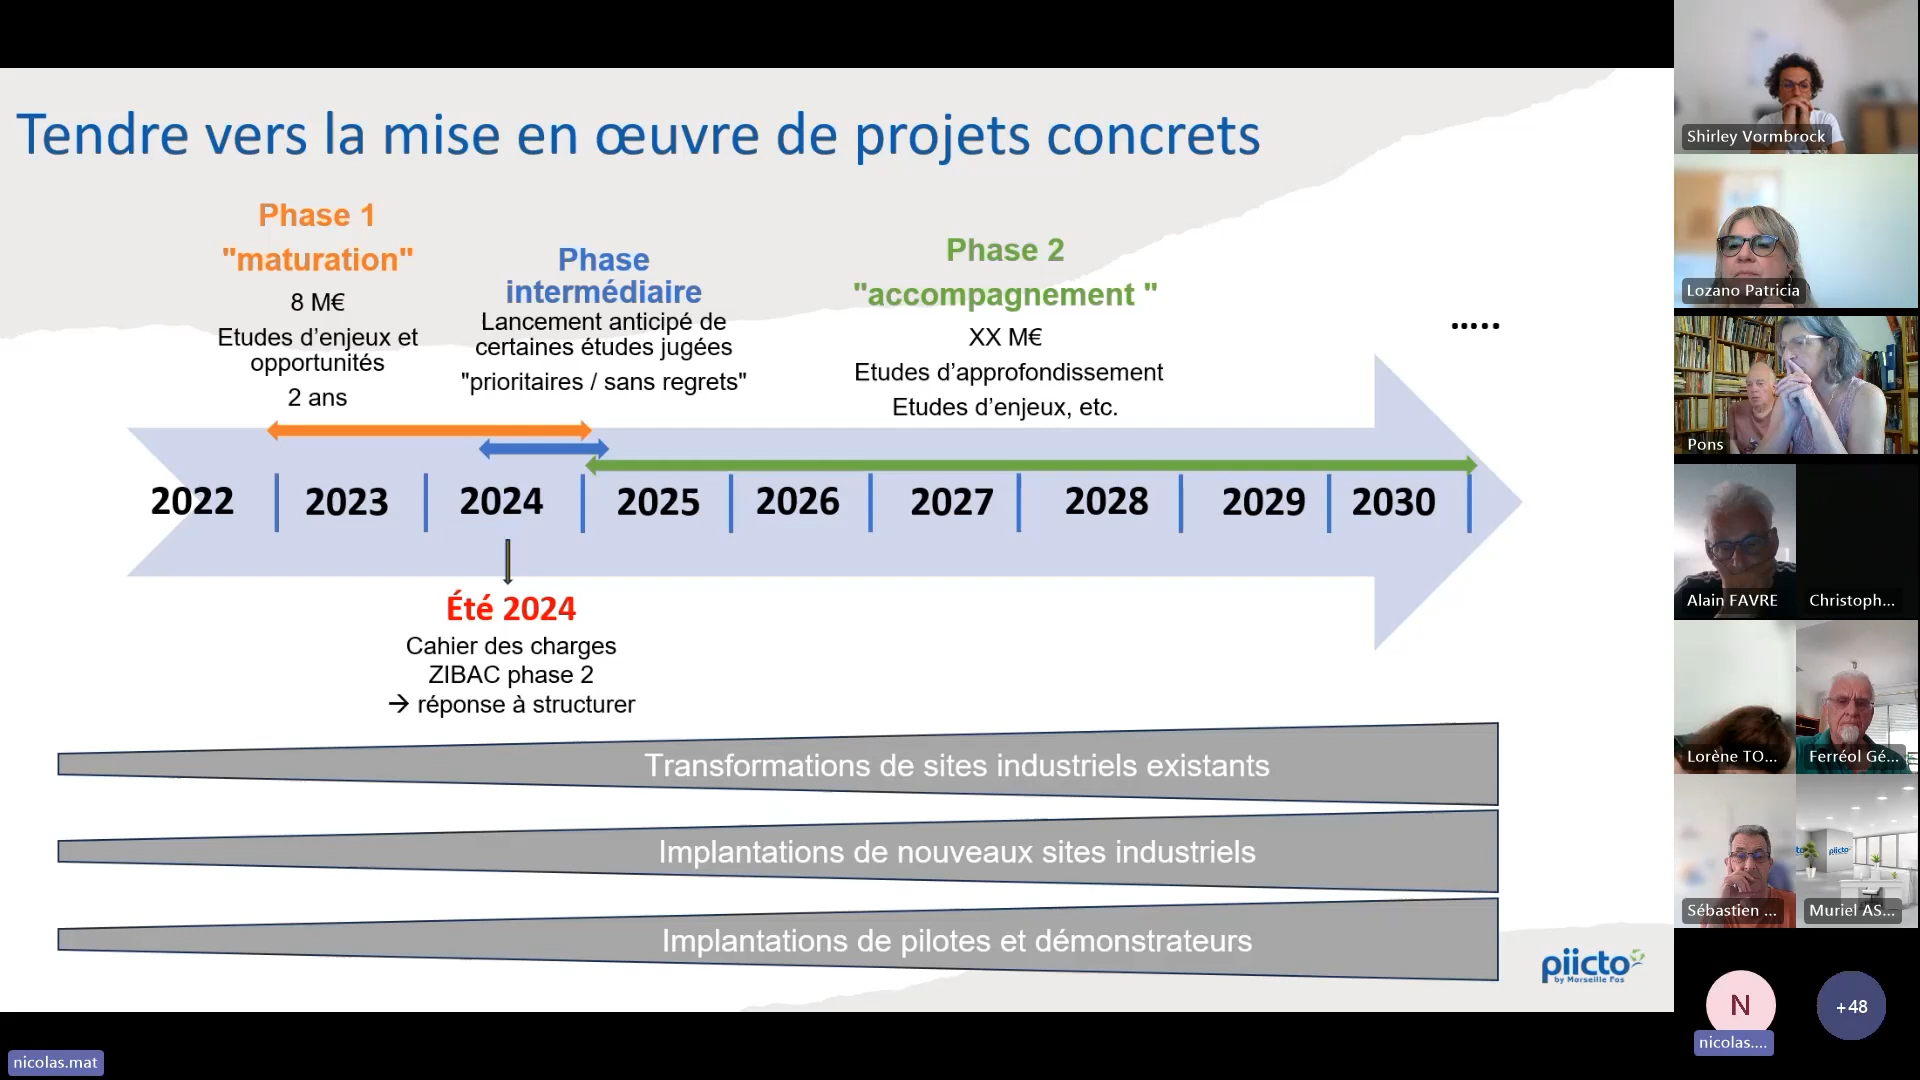 Tendre vers la mise en œuvre de projets concrets
Phase 1
"maturation"
8 M€
Etudes d'enjeux et
opportunités
2 ans
Phase
intermédiaire
Lancement anticipé de
certaines études jugées
"prioritaires / sans regrets"
Phase 2
"accompagnement "
XX M€
Etudes d'approfondissement
Etudes d'enjeux, etc.
.....
2022 2023 2024 2025 2026 2027 2028 2029 2030
Été 2024
Cahier des charges
ZIBAC phase 2
→ réponse à structurer
Transformations de sites industriels existants
Implantations de nouveaux sites industriels
Implantations de pilotes et démonstrateurs
piicto
by Marseille Fos
nicolas.mat
Shirley Vormbrock
Lozano Patricia
Pons
Alain FAVRE
Christoph...
Lorène TO...
Ferréol Gé...
Sébastien ...
piicto
Muriel AS...
N
nicolas....
+48